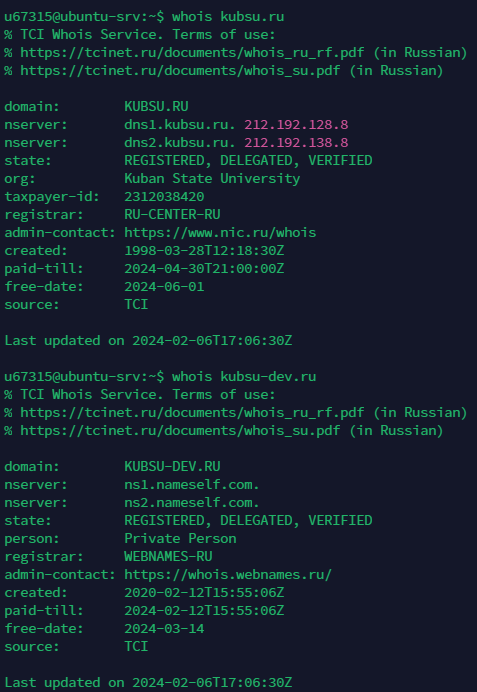 u67315@ubuntu-srv:~$ whois kubsu.ru
% TCI Whois Service. Terms of use:
% https://tcinet.ru/documents/whois_ru_rf.pdf (in Russian)
% https://tcinet.ru/documents/whois_su.pdf (in Russian)

domain:        KUBSU.RU
nserver:       dns1.kubsu.ru. 212.192.128.8
nserver:       dns2.kubsu.ru. 212.192.138.8
state:         REGISTERED, DELEGATED, VERIFIED
org:           Kuban State University
taxpayer-id:   2312038420
registrar:     RU-CENTER-RU
admin-contact: https://www.nic.ru/whois
created:       1998-03-28T12:18:30Z
paid-till:     2024-04-30T21:00:00Z
free-date:     2024-06-01
source:        TCI

Last updated on 2024-02-06T17:06:30Z

u67315@ubuntu-srv:~$ whois kubsu-dev.ru
% TCI Whois Service. Terms of use:
% https://tcinet.ru/documents/whois_ru_rf.pdf (in Russian)
% https://tcinet.ru/documents/whois_su.pdf (in Russian)

domain:        KUBSU-DEV.RU
nserver:       ns1.nameself.com.
nserver:       ns2.nameself.com.
state:         REGISTERED, DELEGATED, VERIFIED
person:        Private Person
registrar:     WEBNAMES-RU
admin-contact: https://whois.webnames.ru/
created:       2020-02-12T15:55:06Z
paid-till:     2024-02-12T15:55:06Z
free-date:     2024-03-14
source:        TCI

Last updated on 2024-02-06T17:06:30Z